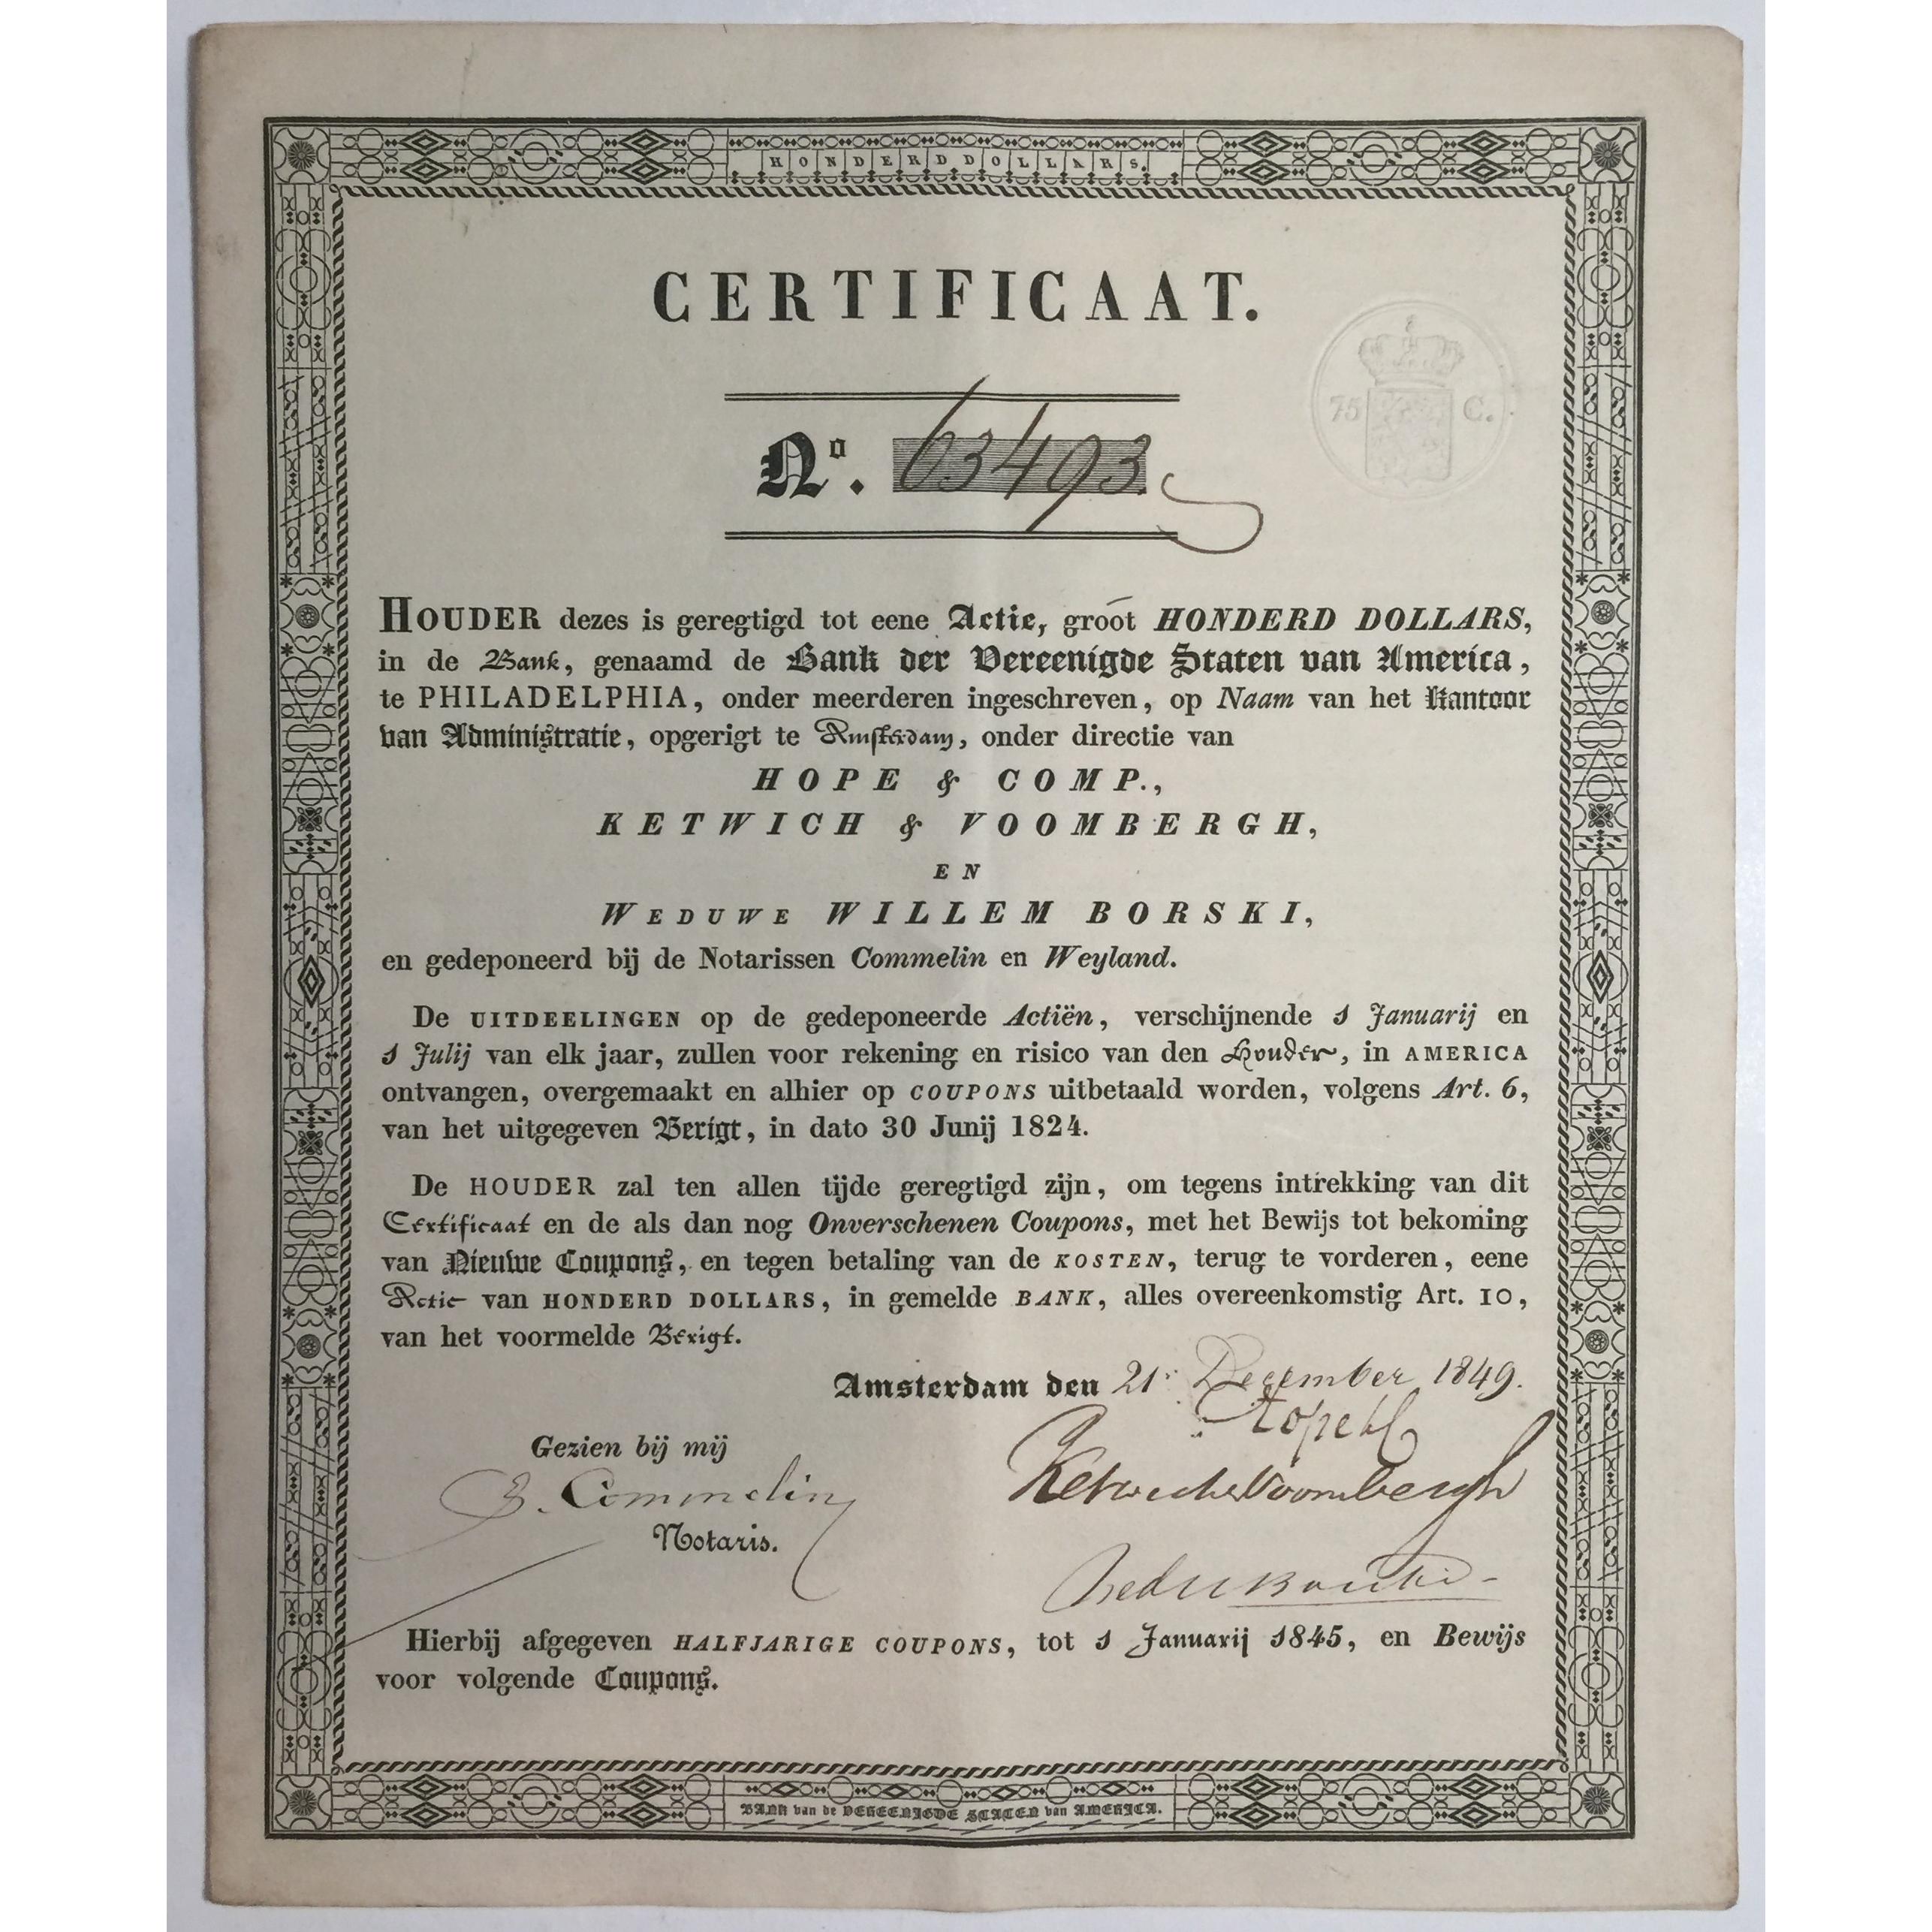 HONDERD DOLLARS.
CERTIFICAAT.
75 C.
No. 63493.
HOUDER dezes is geregtigd tot eene Actie, groot HONDERD DOLLARS,
in de Bank, genaamd de Bank der Vereenigde Staten van America,
te PHILADELPHIA, onder meerderen ingeschreven, op Naam van het Kantoor
van Administratie, opgerigt te Amsterdam, onder directie van
HOPE & COMP.,
KETWICH & VOOMBERGH,
EN
WEDUWE WILLEM BORSKI,
en gedeponeerd bij de Notarissen Commelin en Weyland.
De UITDEELINGEN op de gedeponeerde Actiën, verschijnende 1 Januarij en
1 Julij van elk jaar, zullen voor rekening en risico van den Houder, in AMERICA
ontvangen, overgemaakt en alhier op COUPONS uitbetaald worden, volgens Art. 6,
van het uitgegeven Berigt, in dato 30 Junij 1824.
De HOUDER zal ten allen tijde geregtigd zijn, om tegens intrekking van dit
Certificaat en de als dan nog Onverschenen Coupons, met het Bewijs tot bekoming
van Nieuwe Coupons, en tegen betaling van de KOSTEN, terug te vorderen, eene
Actie van HONDERD DOLLARS, in gemelde BANK, alles overeenkomstig Art. 10,
van het voormelde Berigt.
Amsterdam den 21 December 1849.
Gezien bij mij
Commelin
Notaris.
Ketwich & Voombergh
Hierbij afgegeven HALFJARIGE COUPONS, tot 1 Januarij 1845, en Bewijs
voor volgende Coupons.
BANK van de VEREENIGDE STATEN van AMERICA.